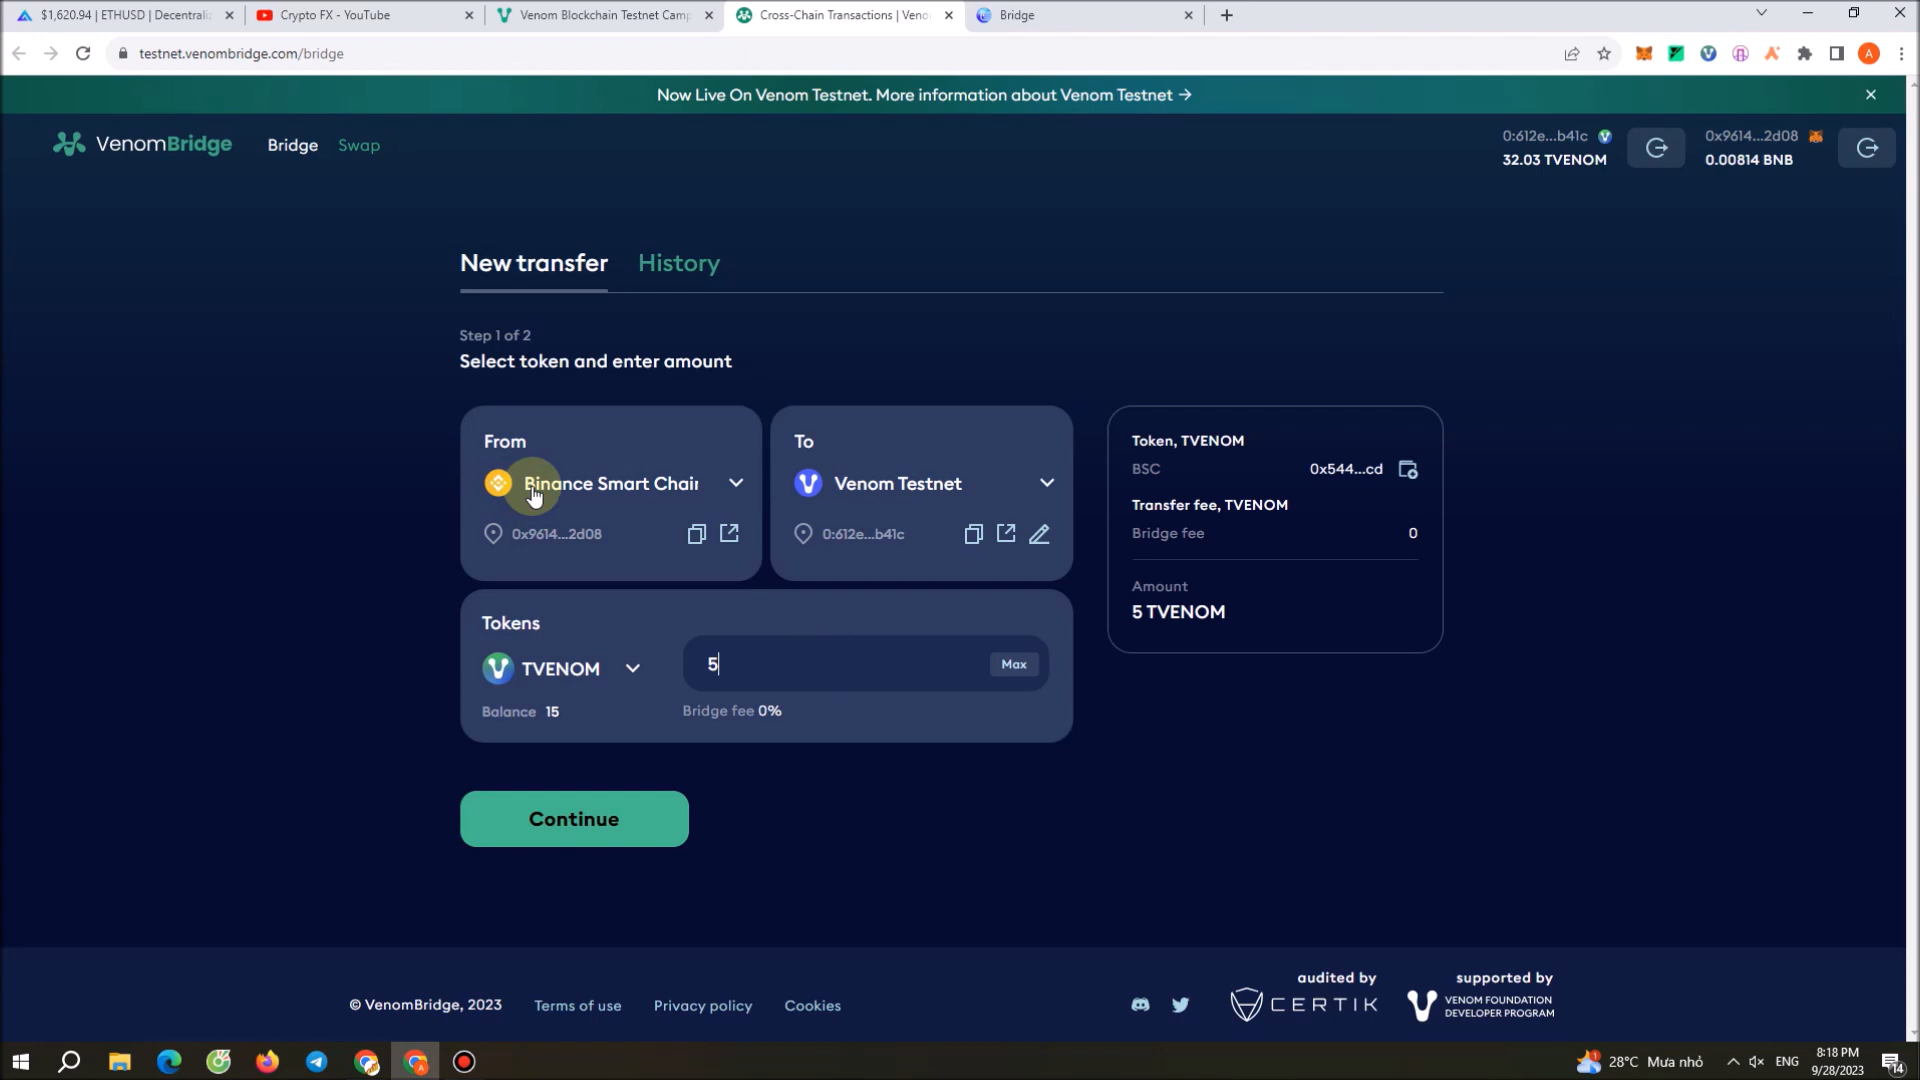 $1,620.94 | ETHUSD | Decentraliz
Crypto FX - YouTube
Venom Blockchain Testnet Camp
Cross-Chain Transactions | Veno
Bridge
testnet.venombridge.com/bridge
A
Now Live On Venom Testnet. More information about Venom Testnet →
VenomBridge
Bridge
Swap
0:612e...b41c
32.03 TVENOM
0x9614...2d08
0.00814 BNB
New transfer
History
Step 1 of 2
Select token and enter amount
From
Binance Smart Chain
0x9614...2d08
To
Venom Testnet
0:612e...b41c
Token, TVENOM
BSC 0x544...cd
Transfer fee, TVENOM
Bridge fee 0
Amount
5 TVENOM
Tokens
TVENOM
5
Max
Balance 15
Bridge fee 0%
Continue
© VenomBridge, 2023
Terms of use
Privacy policy
Cookies
audited by
CERTIK
supported by
VENOM FOUNDATION
DEVELOPER PROGRAM
28°C Mưa nhỏ
ENG
8:18 PM
9/28/2023
14